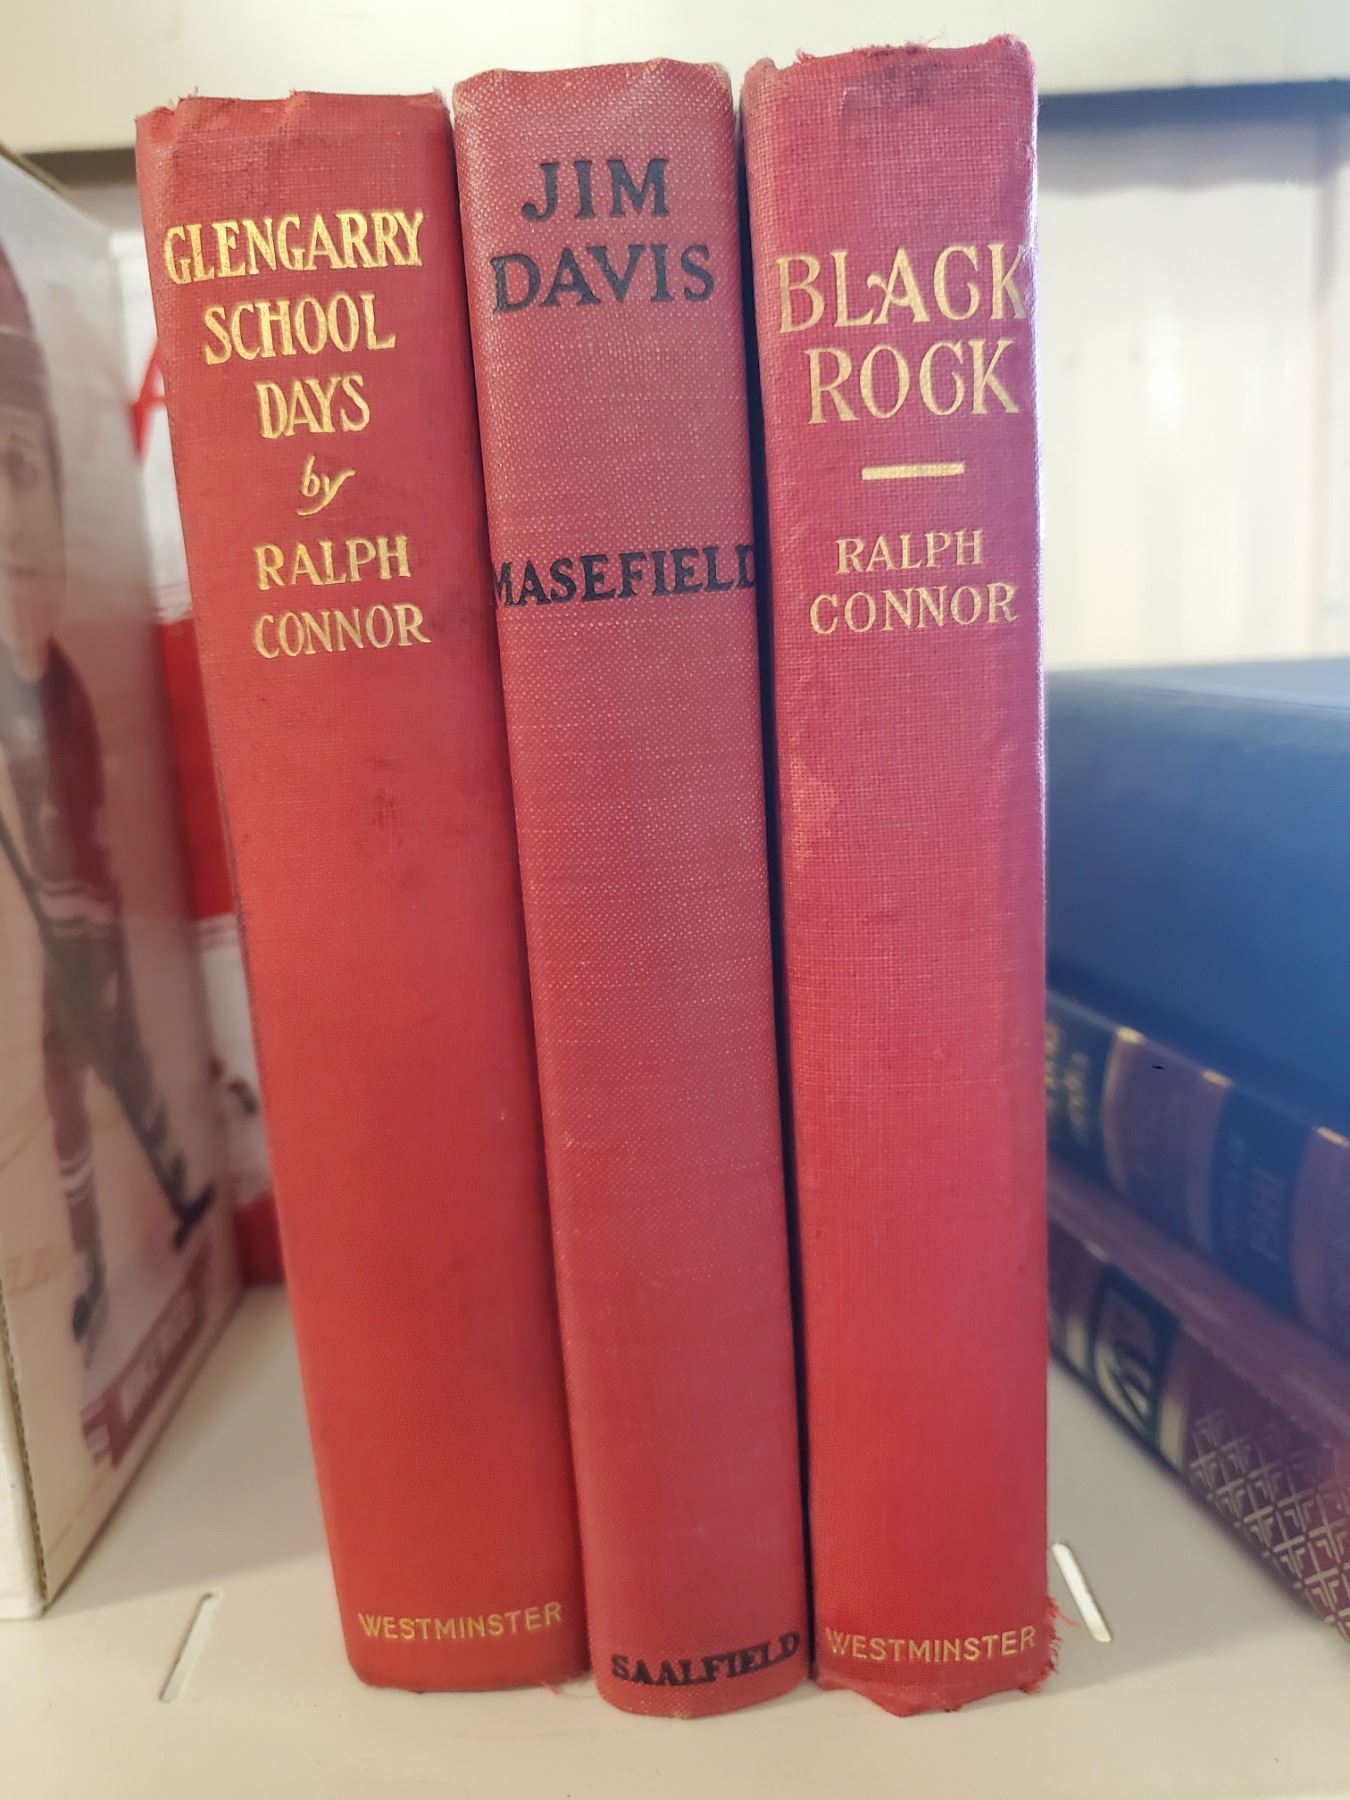 GLENGARRY
SCHOOL
DAYS
by
RALPH
CONNOR
WESTMINSTER
JIM
DAVIS
MASEFIELD
SAALFIELD
BLACK
ROCK
RALPH
CONNOR
WESTMINSTER